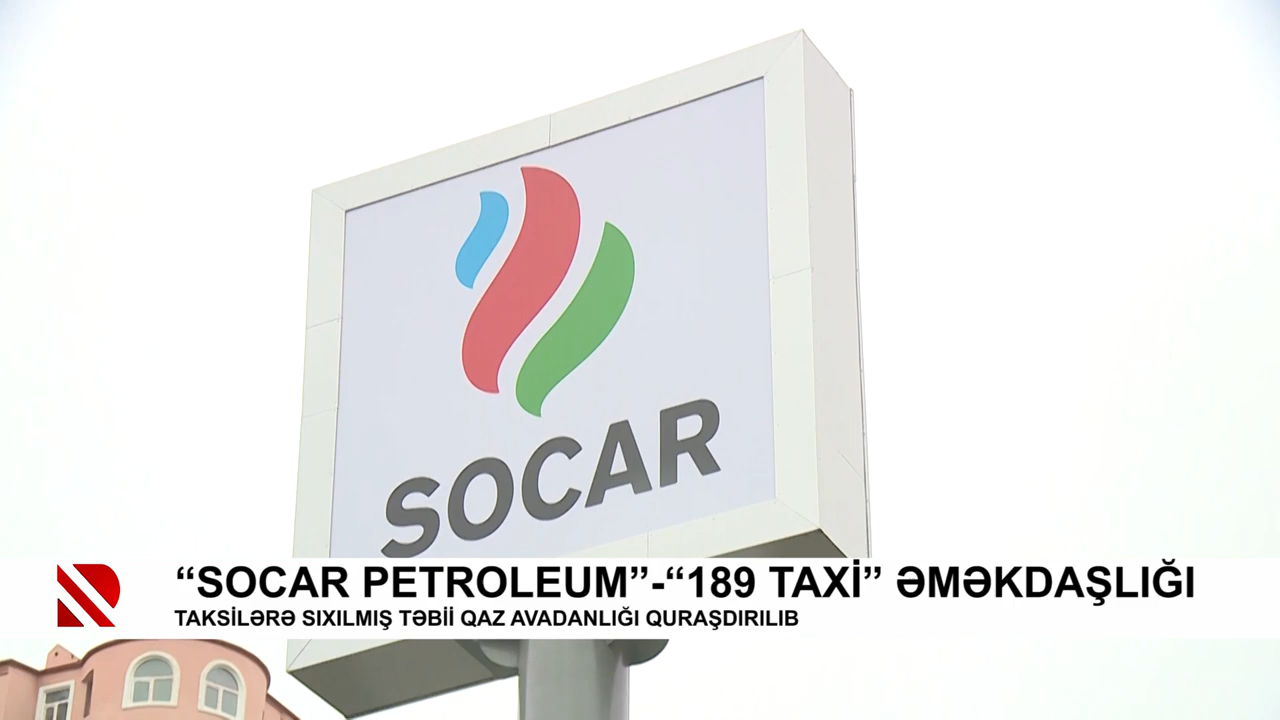 SOCAR
“SOCAR PETROLEUM”-“189 TAXİ” ƏMƏKDAŞLIĞI
TAKSİLƏRƏ SIXILMIŞ TƏBİİ QAZ AVADANLIĞI QURAŞDIRILIB